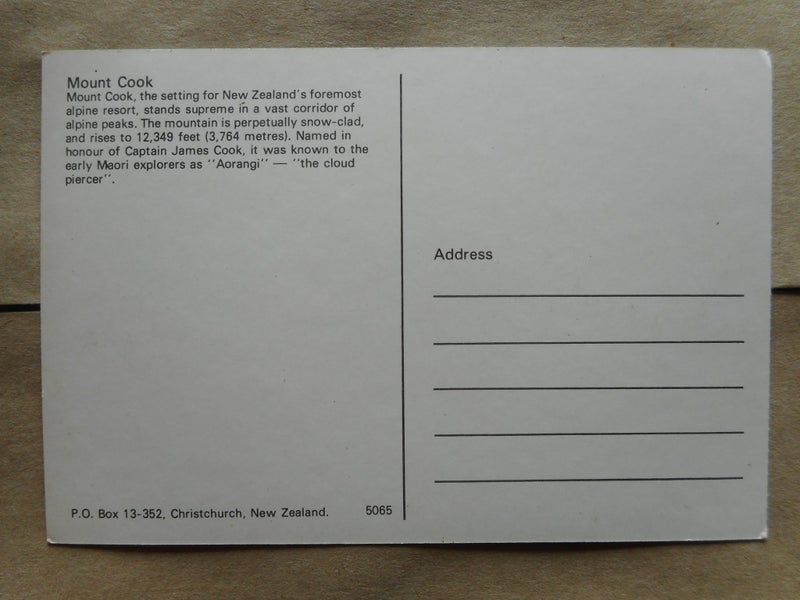 Mount Cook
Mount Cook, the setting for New Zealand's foremost
alpine resort, stands supreme in a vast corridor of
alpine peaks. The mountain is perpetually snow-clad,
and rises to 12,349 feet (3,764 metres). Named in
honour of Captain James Cook, it was known to the
early Maori explorers as ''Aorangi'' — ''the cloud
piercer''.
Address
P.O. Box 13-352, Christchurch, New Zealand.
5065